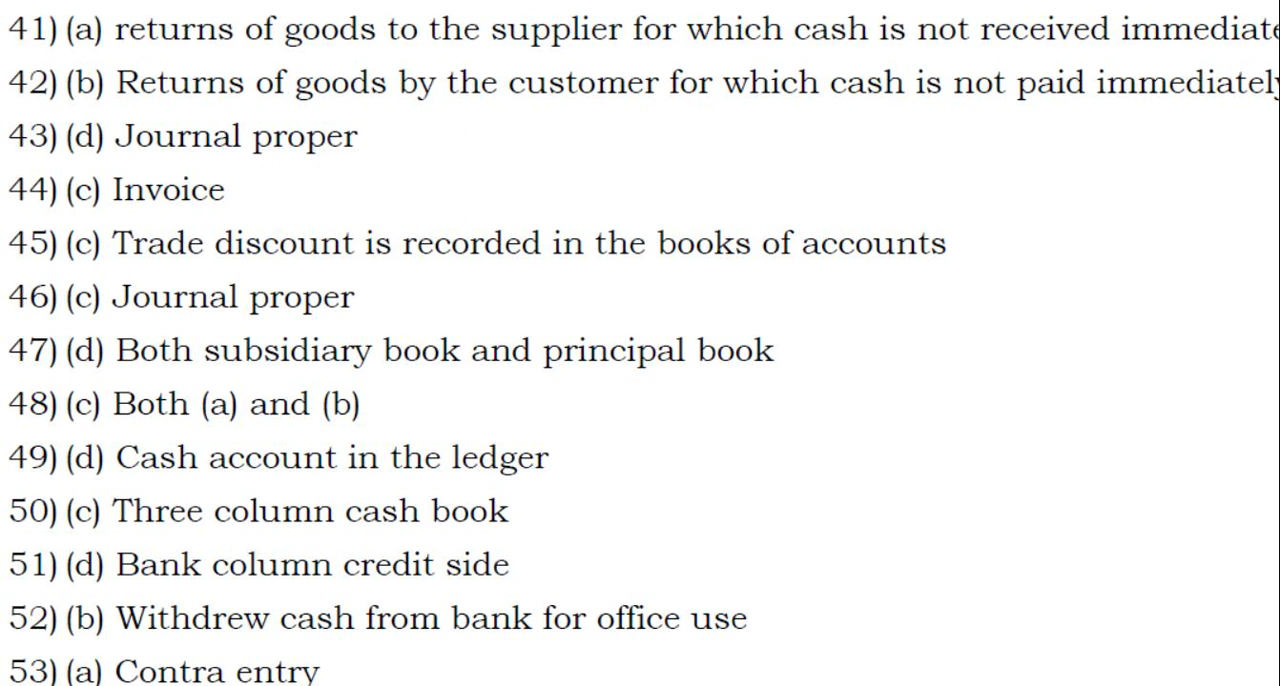 41) (a) returns of goods to the supplier for which cash is not received
42) (b) Returns of goods by the customer for which cash is not paid immediately
43) (d) Journal proper
44) (c) Invoice
45) (c) Trade discount is recorded in the books of accounts
46) (c) Journal proper
47) (d) Both subsidiary book and principal book
48) (c) Both (a) and (b)
49) (d) Cash account in the ledger
50) (c) Three column cash book
51) (d) Bank column credit side
52) (b) Withdrew cash from bank for office use
53) (a) Contra entry